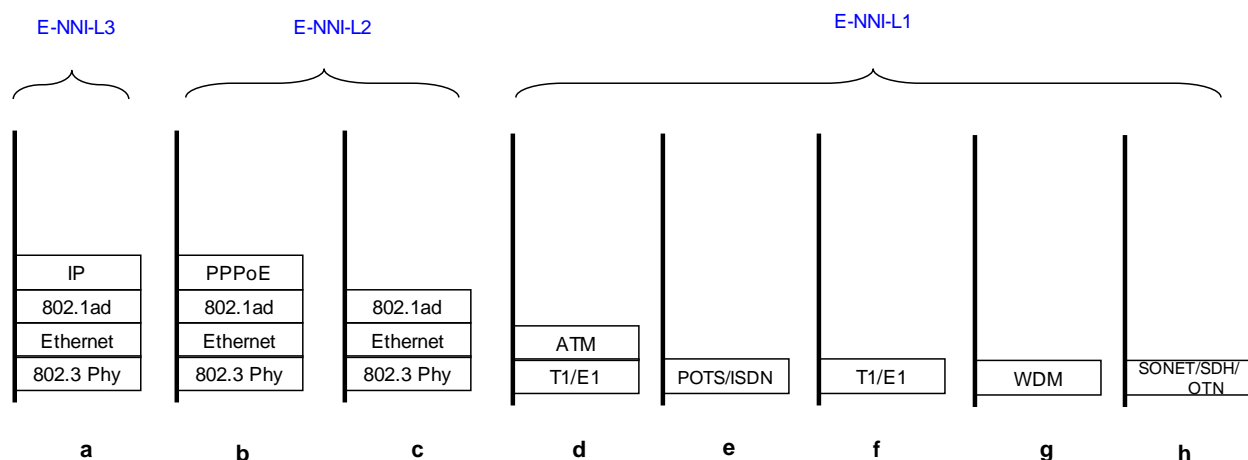 E-NNI-L3
E-NNI-L2
E-NNI-L1
IP
802.1ad
Ethernet
802.3 Phy
a
PPPoE
802.1ad
Ethernet
802.3 Phy
b
802.1ad
Ethernet
802.3 Phy
c
ATM
T1/E1
d
POTS/ISDN
e
T1/E1
f
WDM
g
SONET/SDH/
OTN
h